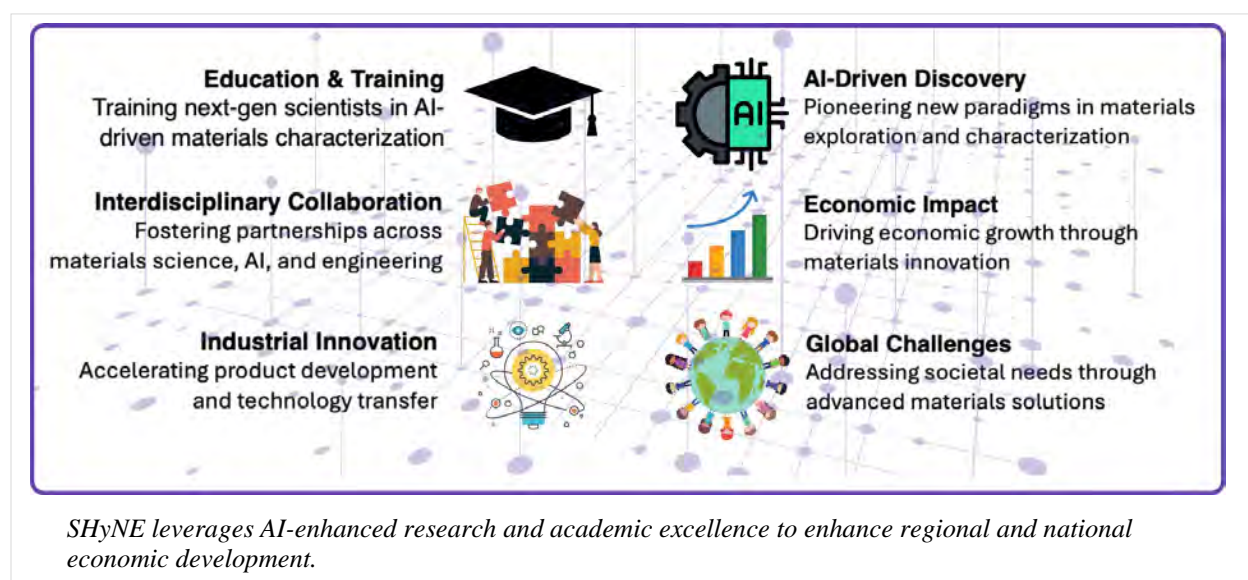 Education & Training
Training next-gen scientists in AI-
driven materials characterization
Interdisciplinary Collaboration
Fostering partnerships across
materials science, AI, and engineering
Industrial Innovation
Accelerating product development
and technology transfer
AI
AI-Driven Discovery
Pioneering new paradigms in materials
exploration and characterization
Economic Impact
Driving economic growth through
materials innovation
Global Challenges
Addressing societal needs through
advanced materials solutions
SHyNE leverages AI-enhanced research and academic excellence to enhance regional and national
economic development.